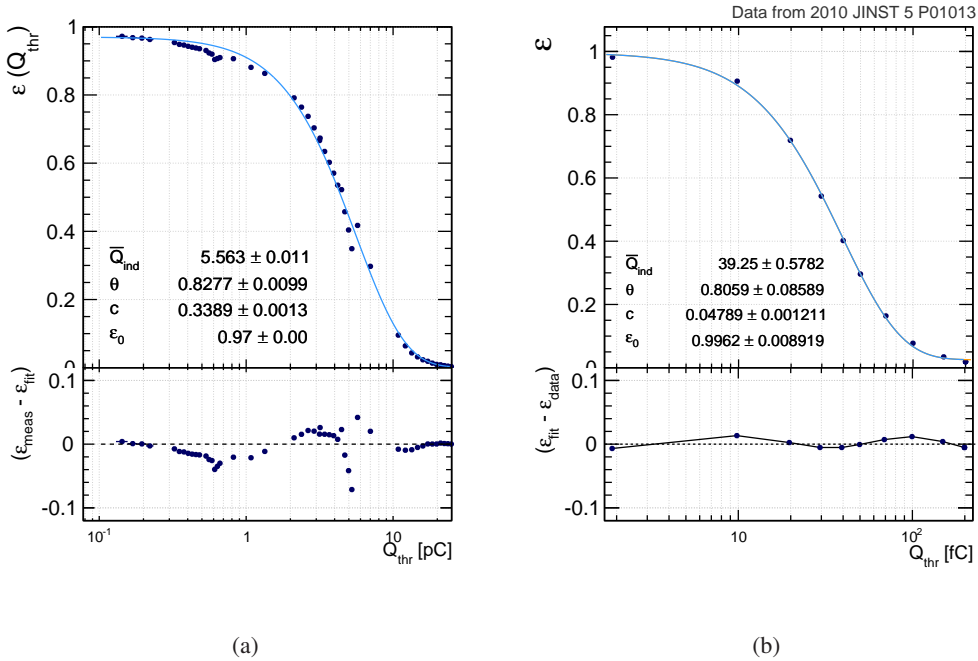 Data from 2010 JINST 5 P01013
ε (Q_thr)
1
0.8
0.6
0.4
0.2
0
Q̅_ind 5.563 ± 0.011
θ 0.8277 ± 0.0099
c 0.3389 ± 0.0013
ε_0 0.97 ± 0.00
(ε_meas - ε_fit)
0.1
0
-0.1
10^-1 1 10
Q_thr [pC]
(a)
ε
1
0.8
0.6
0.4
0.2
0
Q̅_ind 39.25 ± 0.5782
θ 0.8059 ± 0.08589
c 0.04789 ± 0.001211
ε_0 0.9962 ± 0.008919
(ε_fit - ε_data)
0.1
0
-0.1
10 10^2
Q_thr [fC]
(b)